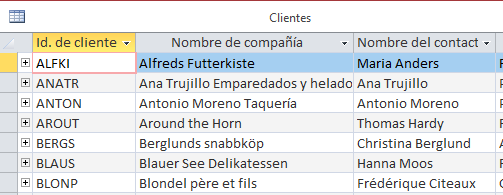 Clientes
Id. de cliente Nombre de compañía Nombre del contact
ALFKI Alfreds Futterkiste Maria Anders
ANATR Ana Trujillo Emparedados y helado Ana Trujillo
ANTON Antonio Moreno Taquería Antonio Moreno
AROUT Around the Horn Thomas Hardy
BERGS Berglunds snabbköp Christina Berglund
BLAUS Blauer See Delikatessen Hanna Moos
BLONP Blondel père et fils Frédérique Citeaux